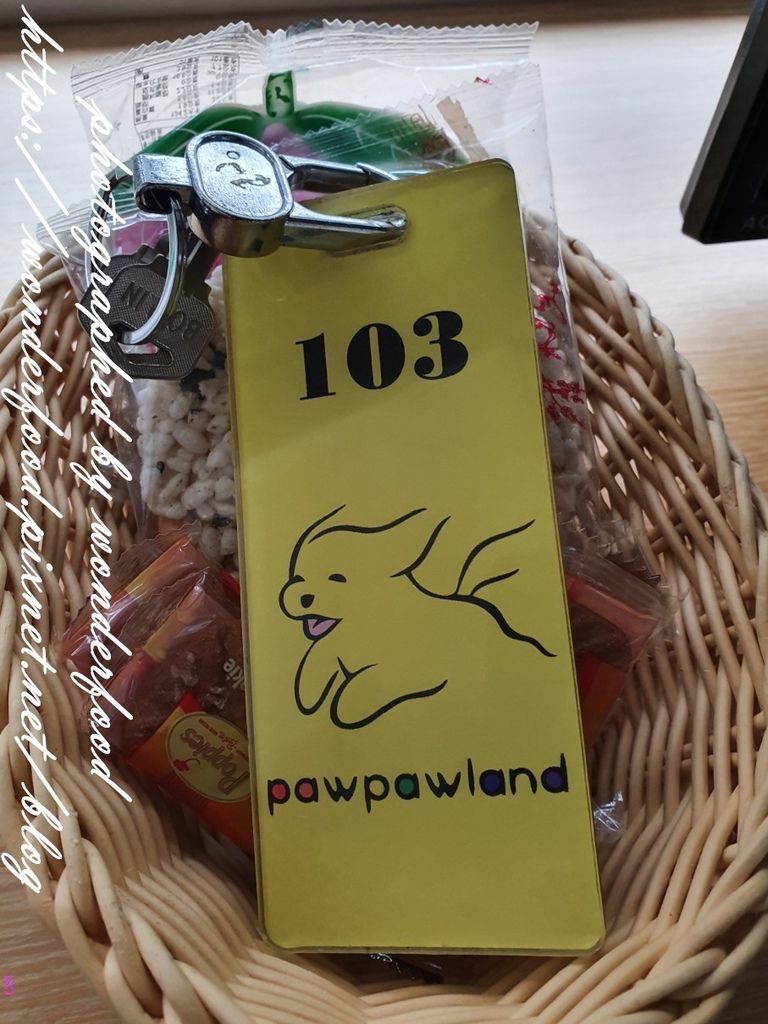 https://wonderfood.pixnet.net/blog
photographed by wonderfood
103
pawpawland
Poppies